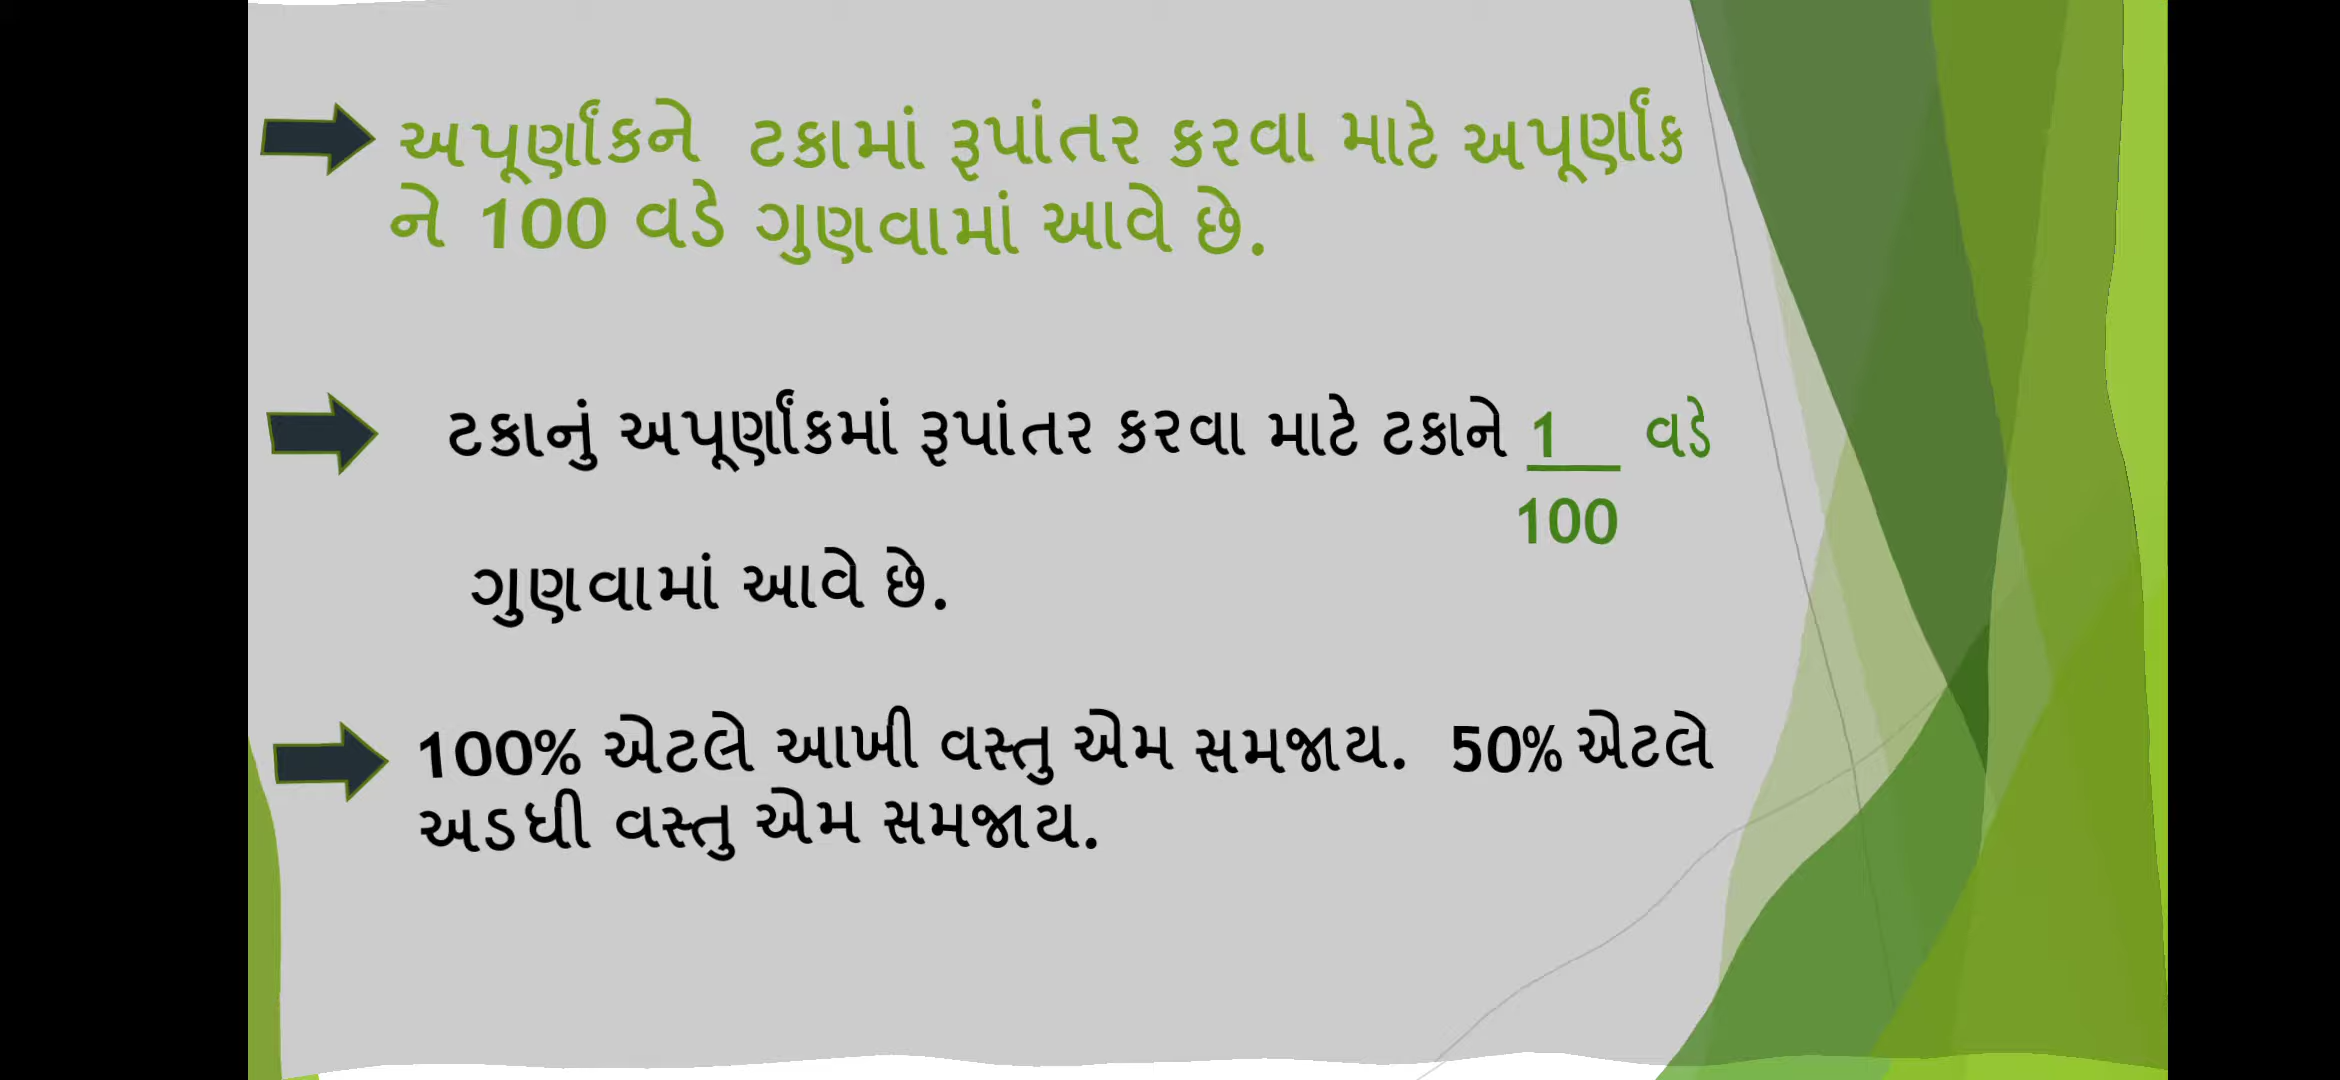 અપૂર્ણાંકને ટકામાં રૂપાંતર કરવા માટે અપૂર્ણાંક
ને 100 વડે ગુણવામાં આવે છે.
ટકાનું અપૂર્ણાંકમાં રૂપાંતર કરવા માટે ટકાને 1 વડે
100
ગુણવામાં આવે છે.
100% એટલે આખી વસ્તુ એમ સમજાય. 50% એટલે
અડધી વસ્તુ એમ સમજાય.